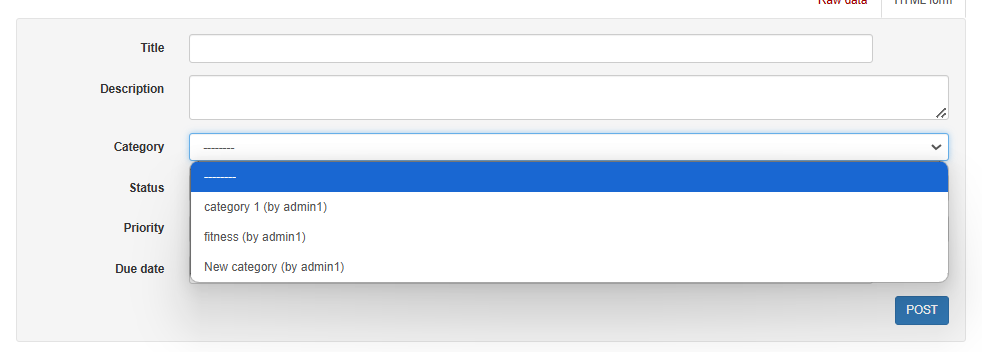 Raw data
HTML form
Title
Description
Category
--------
--------
Status
category 1 (by admin1)
Priority
fitness (by admin1)
Due date
New category (by admin1)
POST